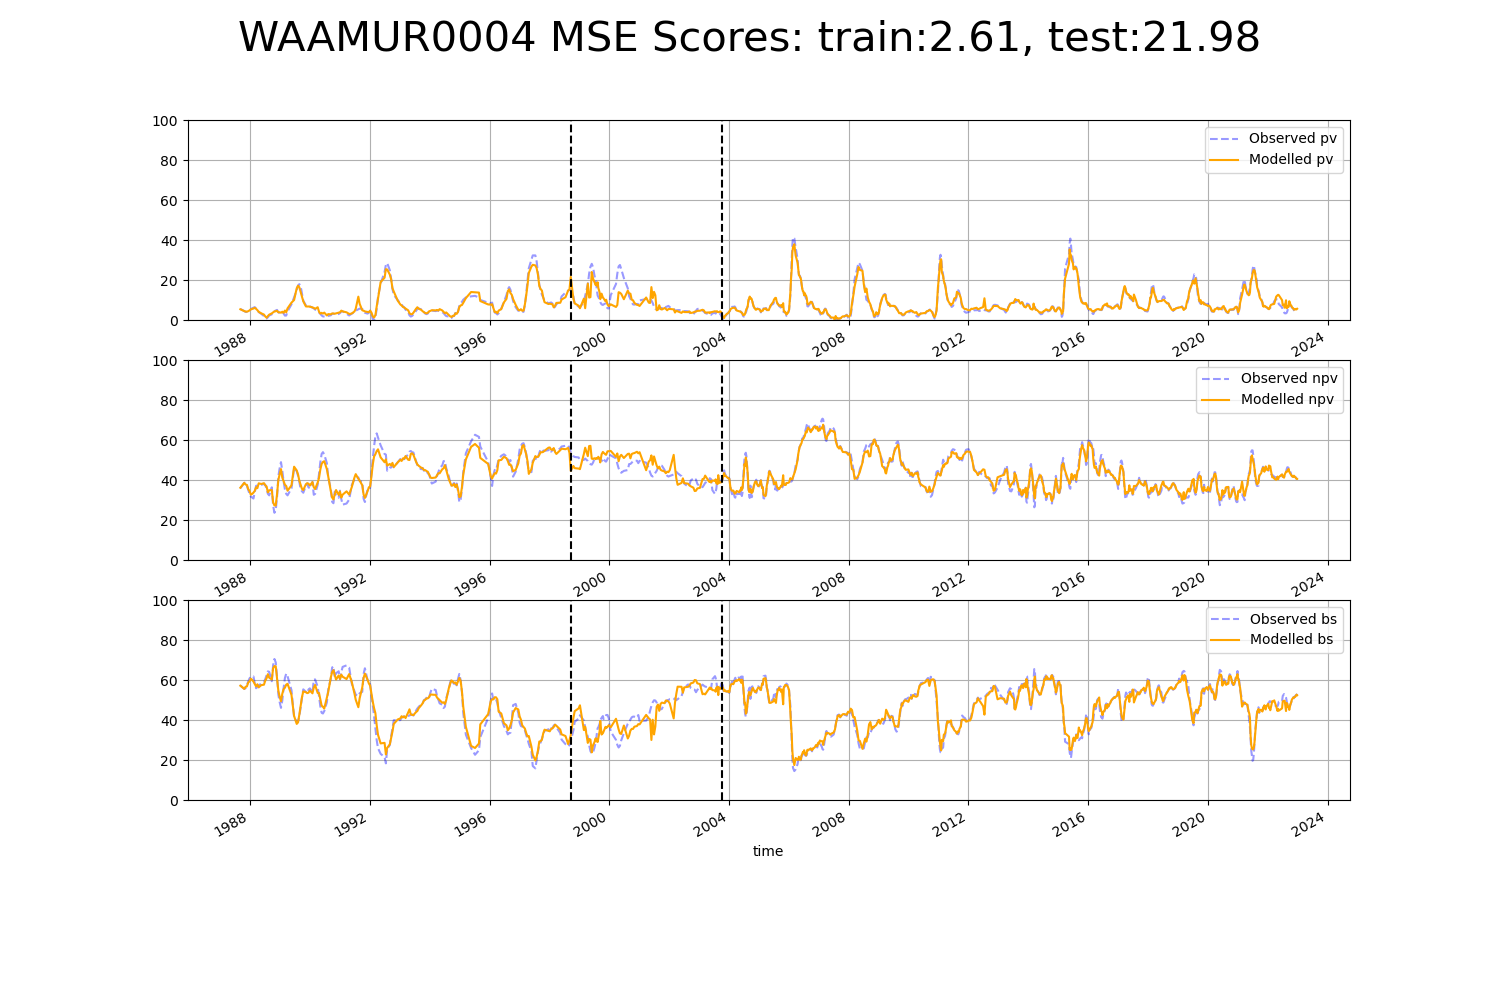 WAAMUR0004 MSE Scores: train:2.61, test:21.98
100
80
60
40
20
0
Observed pv
Modelled pv
1988 1992 1996 2000 2004 2008 2012 2016 2020 2024
100
80
60
40
20
0
Observed npv
Modelled npv
1988 1992 1996 2000 2004 2008 2012 2016 2020 2024
100
80
60
40
20
0
Observed bs
Modelled bs
1988 1992 1996 2000 2004 2008 2012 2016 2020 2024
time